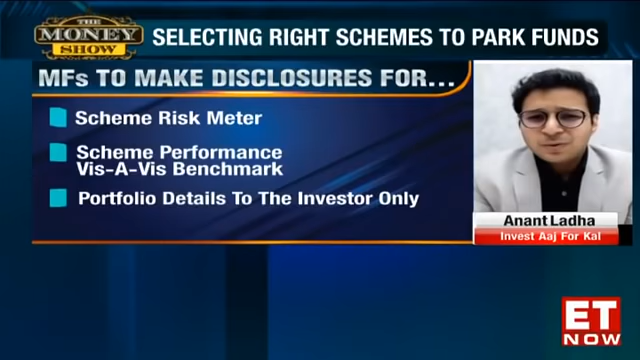 THE
MONEY
SHOW
SELECTING RIGHT SCHEMES TO PARK FUNDS
MFs TO MAKE DISCLOSURES FOR...
Scheme Risk Meter
Scheme Performance
Vis-A-Vis Benchmark
Portfolio Details To The Investor Only
Anant Ladha
Invest Aaj For Kal
ET
NOW